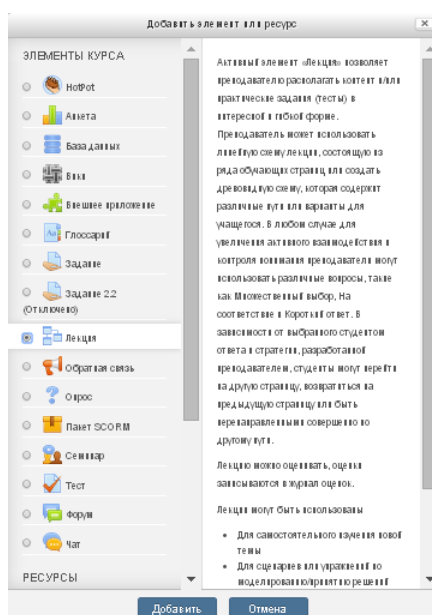 Добавить элемент или ресурс
ЭЛЕМЕНТЫ КУРСА
HotPot
Анкета
База данных
Вики
Внешнее приложение
Глоссарий
Задание
Задание 2.2
(Отключено)
Лекция
Обратная связь
Опрос
Пакет SCORM
Семинар
Тест
Форум
Чат
РЕСУРСЫ
Активный элемент «Лекция» позволяет
преподавателю располагать контент и/или
практические задания (тесты) в
интересной и гибкой форме.
Преподаватель может использовать
линейную схему лекции, состоящую из
ряда обучающих страниц или создать
древовидную схему, которая содержит
различные пути или варианты для
учащегося. В любом случае для
увеличения активного взаимодействия и
контроля понимания преподаватели могут
использовать различные вопросы, такие
как Множественный выбор, На
соответствие и Короткий ответ. В
зависимости от выбранного студентом
ответа и стратегии, разработанной
преподавателем, студенты могут перейти
на другую страницу, возвратиться на
предыдущую страницу или быть
перенаправленными совершенно по
другому пути.
Лекцию можно оценивать, оценки
записываются в журнал оценок.
Лекции могут быть использованы
Для самостоятельного изучения новой
темы
Для сценариев или упражнений по
моделированию/принятию решений
Добавить
Отмена